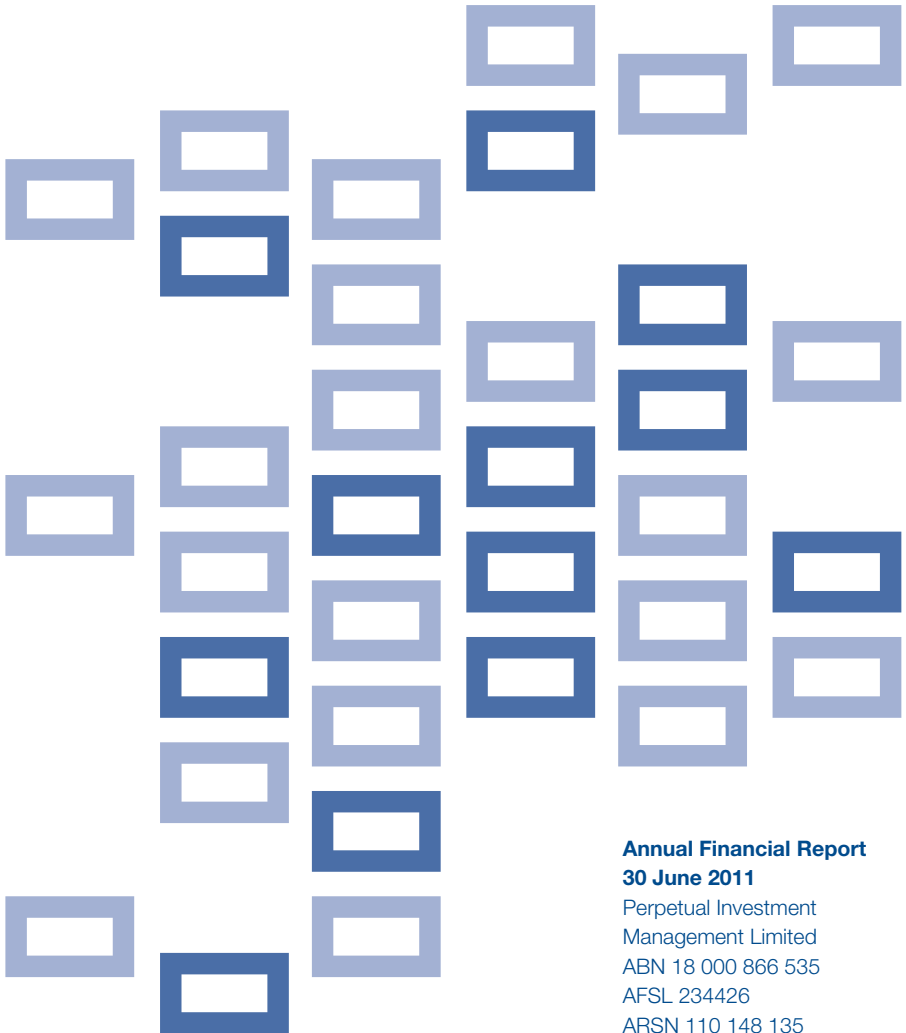 Annual Financial Report
30 June 2011
Perpetual Investment
Management Limited
ABN 18 000 866 535
AFSL 234426
ARSN 110 148 135